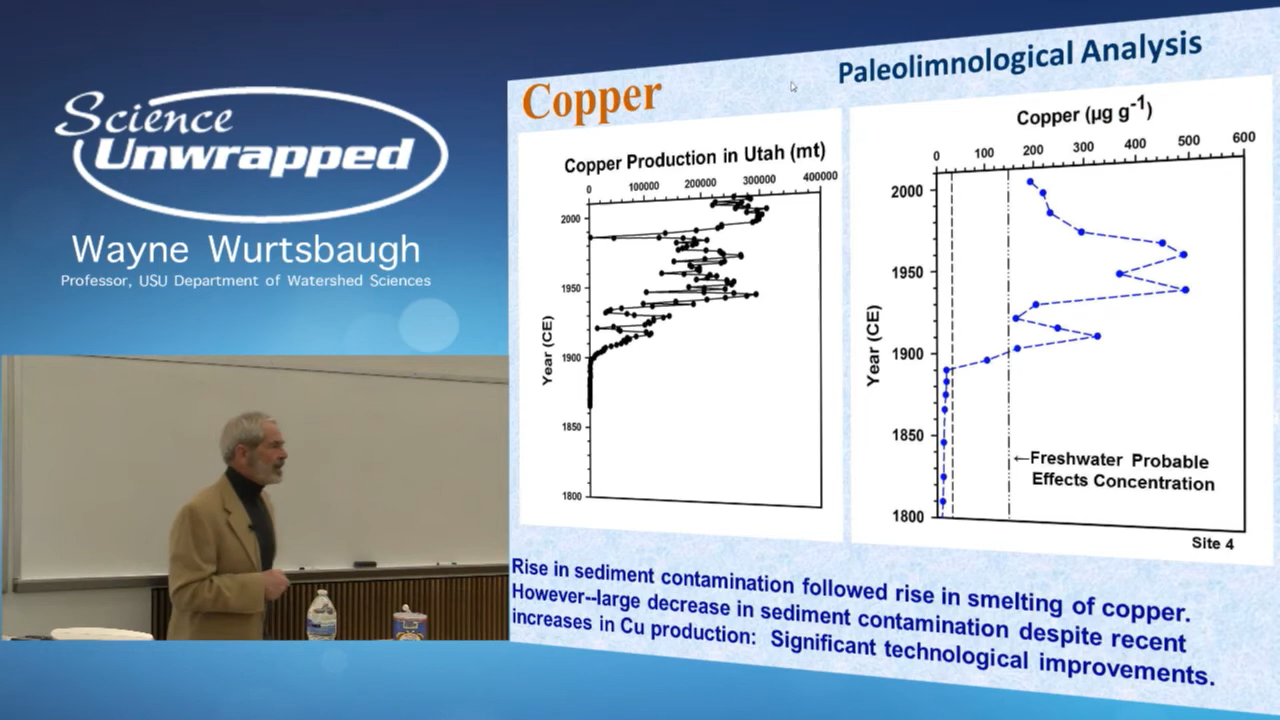 Science
Unwrapped
Wayne Wurtsbaugh
Professor, USU Department of Watershed Sciences
Copper
Paleolimnological Analysis
Copper Production in Utah (mt)
0 100000 200000 300000 400000
2000
1950
1900
1850
1800
Year (CE)
Copper (µg g-1)
0 100 200 300 400 500 600
2000
1950
1900
1850
1800
Year (CE)
←Freshwater Probable
Effects Concentration
Site 4
Rise in sediment contamination followed rise in smelting of copper.
However--large decrease in sediment contamination despite recent
increases in Cu production: Significant technological improvements.